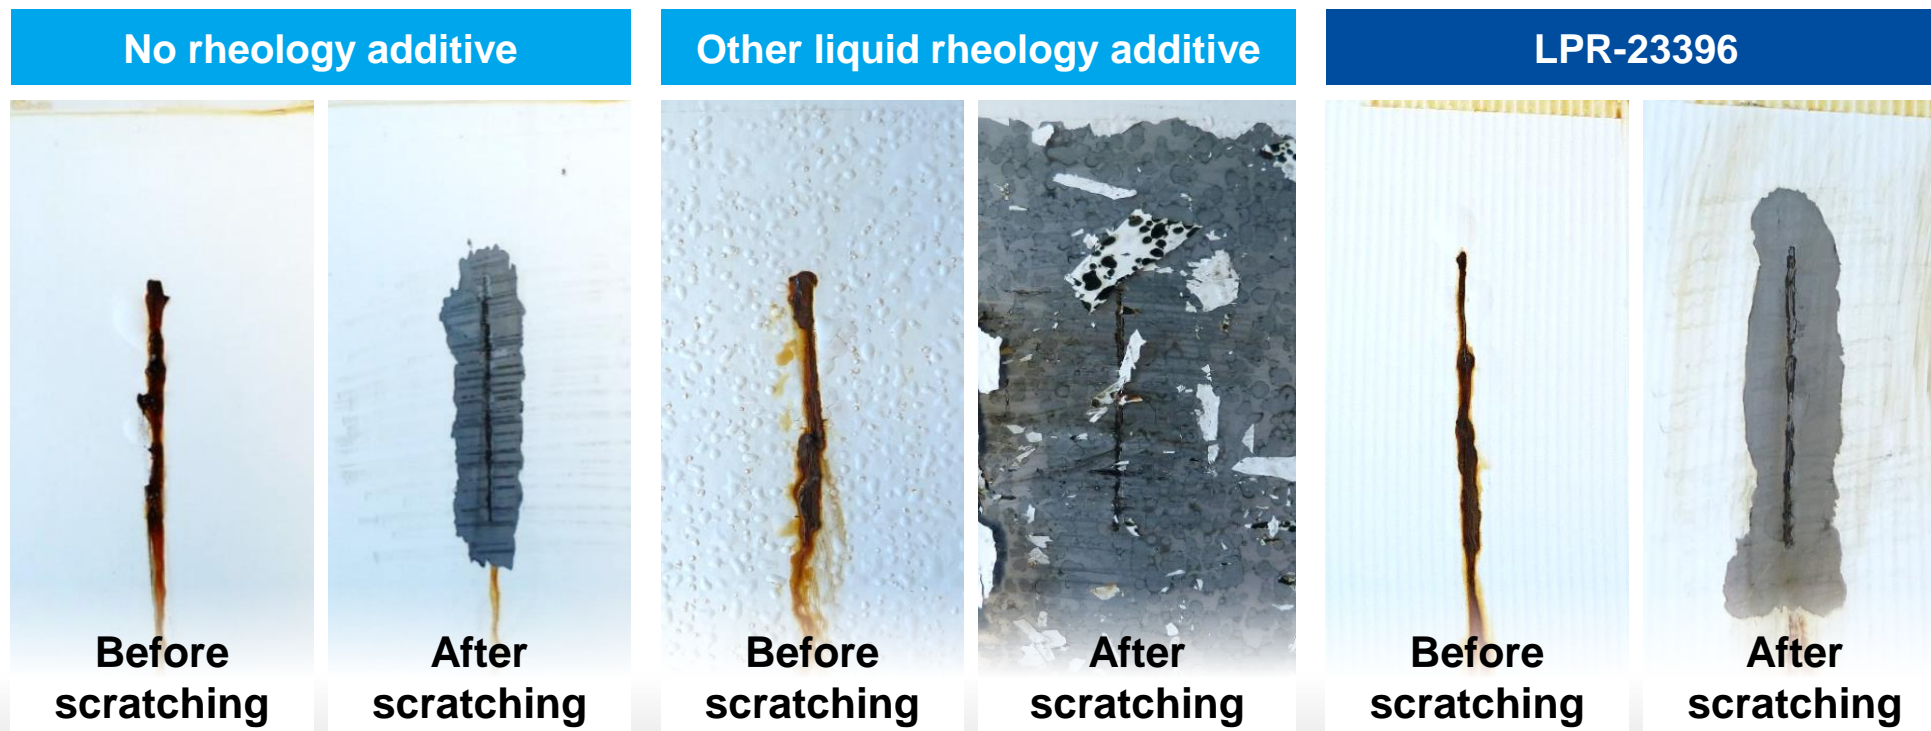 No rheology additive
Other liquid rheology additive
LPR-23396
Before
scratching
After
scratching
Before
scratching
After
scratching
Before
scratching
After
scratching